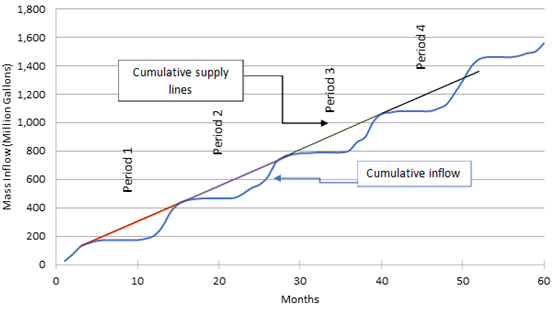 Mass Inflow (Million Gallons)
1,800
1,600
1,400
1,200
1,000
800
600
400
200
0
Period 1
Period 2
Period 3
Period 4
Cumulative supply
lines
Cumulative inflow
0
10
20
30
40
50
60
Months